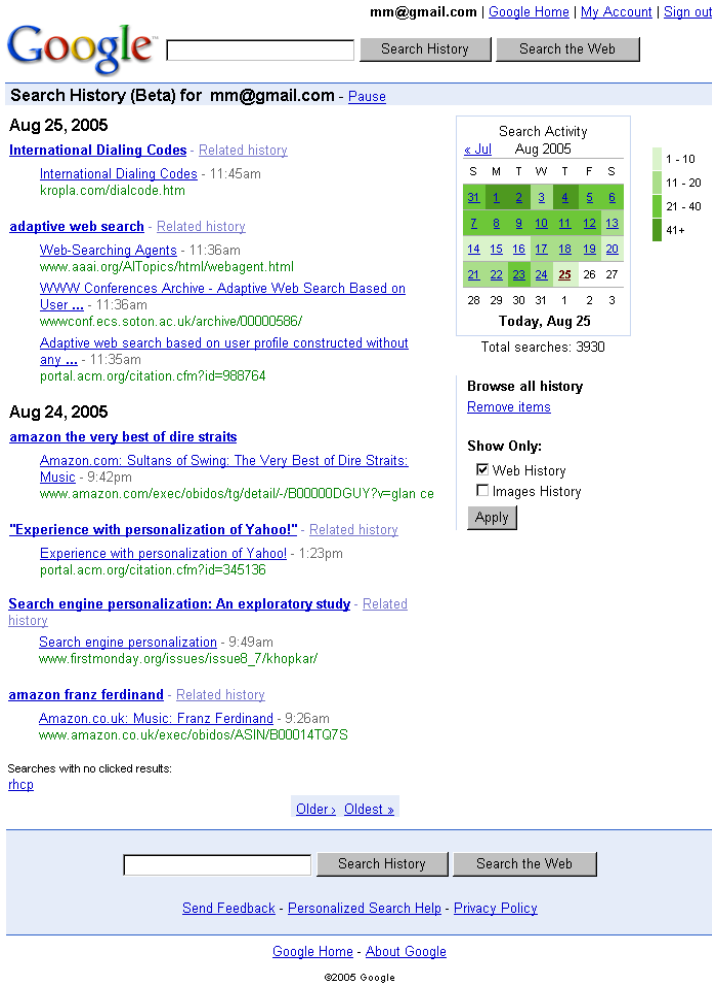 mm@gmail.com | Google Home | My Account | Sign out
Google™
Search History Search the Web
Search History (Beta) for mm@gmail.com - Pause
Aug 25, 2005
International Dialing Codes - Related history
International Dialing Codes - 11:45am
kropla.com/dialcode.htm
adaptive web search - Related history
Web-Searching Agents - 11:36am
www.aaai.org/AITopics/html/webagent.html
WWW Conferences Archive - Adaptive Web Search Based on
User ... - 11:36am
wwwconf.ecs.soton.ac.uk/archive/00000586/
Adaptive web search based on user profile constructed without
any ... - 11:35am
portal.acm.org/citation.cfm?id=988764
Aug 24, 2005
amazon the very best of dire straits
Amazon.com: Sultans of Swing: The Very Best of Dire Straits:
Music - 9:42pm
www.amazon.com/exec/obidos/tg/detail/-/B00000DGUY?v=glan ce
"Experience with personalization of Yahoo!" - Related history
Experience with personalization of Yahoo! - 1:23pm
portal.acm.org/citation.cfm?id=345136
Search engine personalization: An exploratory study - Related
history
Search engine personalization - 9:49am
www.firstmonday.org/issues/issue8_7/khopkar/
amazon franz ferdinand - Related history
Amazon.co.uk: Music: Franz Ferdinand - 9:26am
www.amazon.co.uk/exec/obidos/ASIN/B00014TQ7S
Searches with no clicked results:
rhcp
Older › Oldest »
Search Activity
« Jul Aug 2005
S M T W T F S
31 1 2 3 4 5 6
7 8 9 10 11 12 13
14 15 16 17 18 19 20
21 22 23 24 25 26 27
28 29 30 31 1 2 3
Today, Aug 25
1 - 10
11 - 20
21 - 40
41+
Total searches: 3930
Browse all history
Remove items
Show Only:
Web History
Images History
Apply
Search History Search the Web
Send Feedback - Personalized Search Help - Privacy Policy
Google Home - About Google
©2005 Google